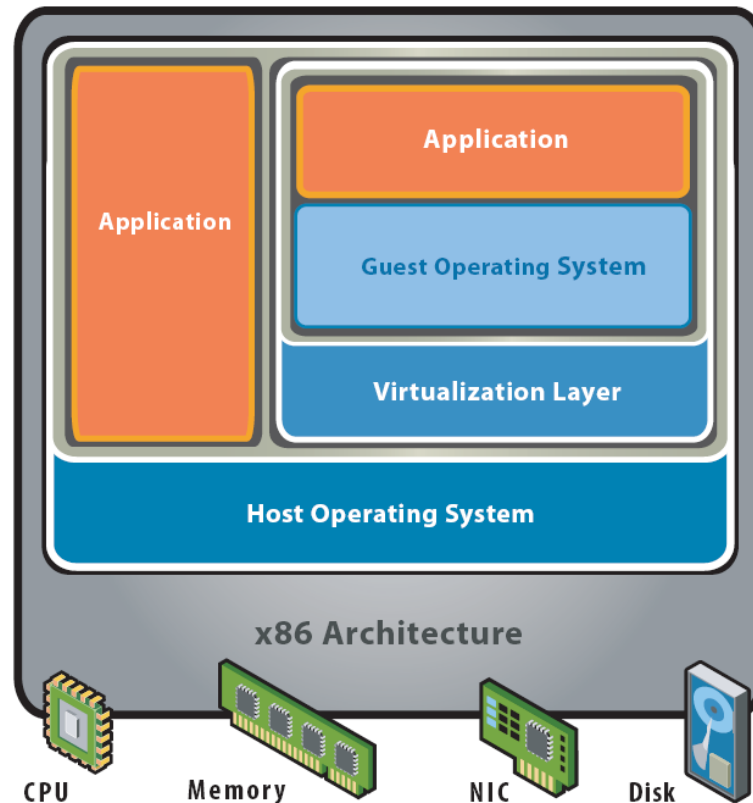 Application
Application
Guest Operating System
Virtualization Layer
Host Operating System
x86 Architecture
CPU
Memory
NIC
Disk